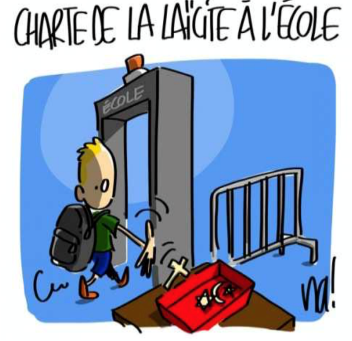 CHARTE DE LA LAÏCITÉ À L'ÉCOLE
ÉCOLE
na!